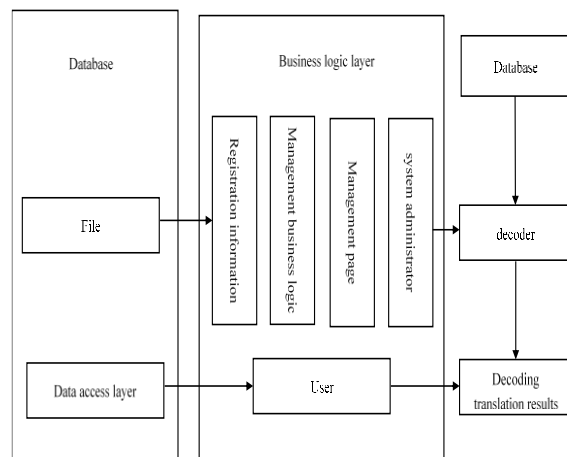 Database
File
Data access layer
Business logic layer
Registration information
Management business logic
Management page
system administrator
User
Database
decoder
Decoding
translation results